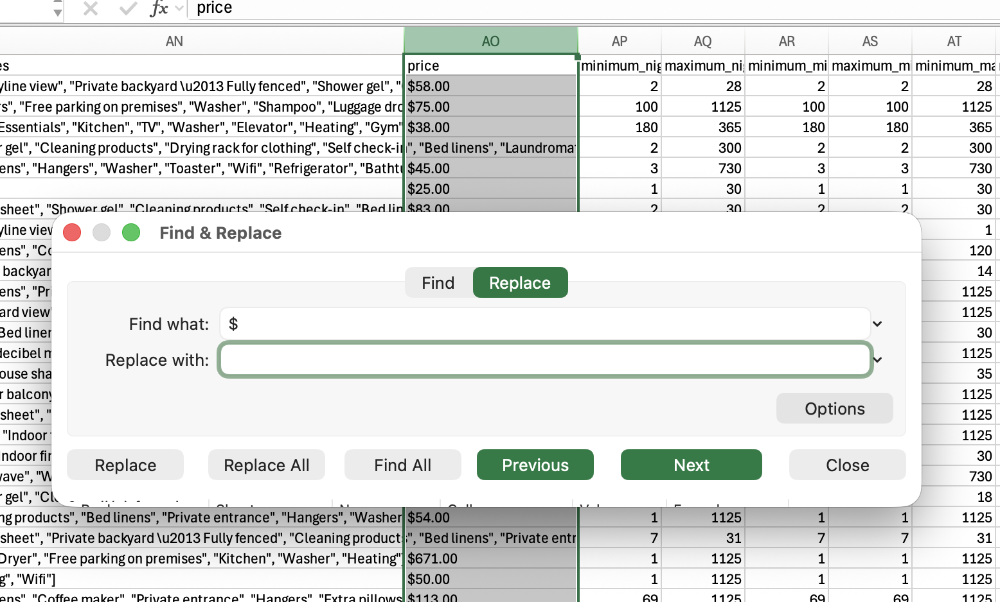 fx price
AN AO AP AQ AR AS AT
es price minimum_nig maximum_ni minimum_mi maximum_mi minimum_ma
yline view", "Private backyard \u2013 Fully fenced", "Shower gel", " $58.00 2 28 2 2 28
rs", "Free parking on premises", "Washer", "Shampoo", "Luggage dro $75.00 100 1125 100 100 1125
Essentials", "Kitchen", "TV", "Washer", "Elevator", "Heating", "Gym" $38.00 180 365 180 180 365
r gel", "Cleaning products", "Drying rack for clothing", "Self check-in", "Bed linens", "Laundromat 2 300 2 2 300
ens", "Hangers", "Washer", "Toaster", "Wifi", "Refrigerator", "Batht $45.00 3 730 3 3 730
$25.00 1 30 1 1 30
sheet", "Shower gel", "Cleaning products", "Self check-in", "Bed lin $83.00 2 30 2 2 30
yline view 1
ens", "Co 120
backyar 14
ens", "Pri 1125
ard view" 1125
Bed linen 30
decibel m 1125
ouse sha 35
r balcony 1125
sheet", " 1125
"Indoor 1125
ndoor fir 30
wave", "W 730
r gel", "Cl 18
Find & Replace
Find Replace
Find what: $
Replace with:
Options
Replace Replace All Find All Previous Next Close
ng products", "Bed linens", "Private entrance", "Hangers", "Washer $54.00 1 1125 1 1 1125
sheet", "Private backyard \u2013 Fully fenced", "Cleaning products", "Bed linens", "Private entr 7 31 7 7 31
Dryer", "Free parking on premises", "Kitchen", "Washer", "Heating"] $671.00 1 1125 1 1 1125
g", "Wifi"] $50.00 1 1125 1 1 1125
ens", "Coffee maker", "Private entrance", "Hangers", "Extra pillows $113.00 69 1125 69 69 1125